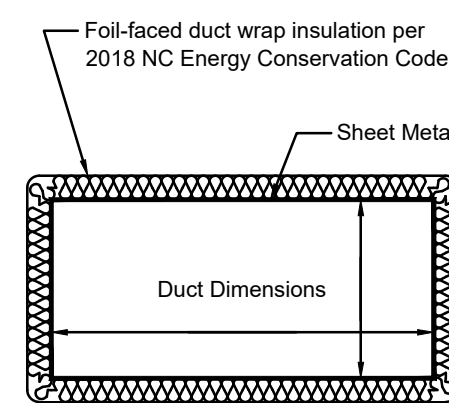 Foil-faced duct wrap insulation per
2018 NC Energy Conservation Code
Sheet Meta
Duct Dimensions